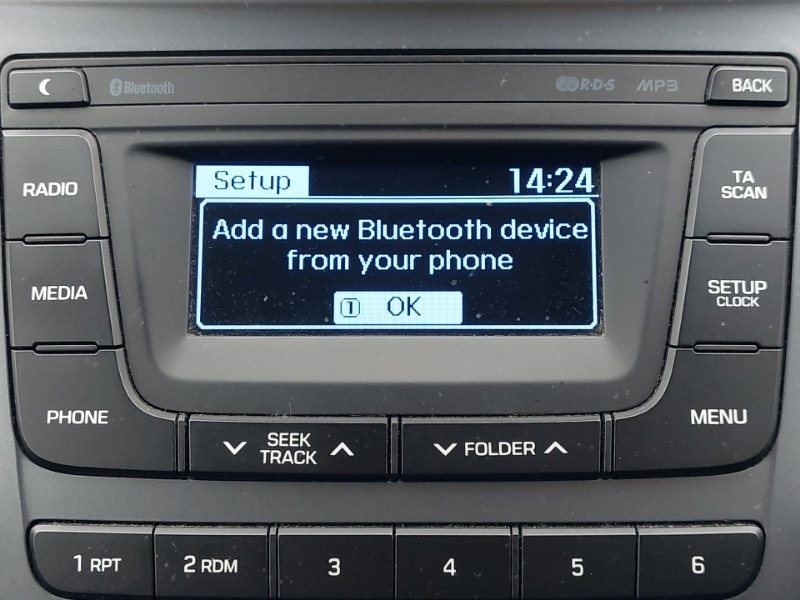 Bluetooth
R·D·S
MP3
BACK
RADIO
Setup
14:24
TA
SCAN
Add a new Bluetooth device
from your phone
1 OK
MEDIA
SETUP
CLOCK
PHONE
SEEK
TRACK
FOLDER
MENU
1 RPT
2 RDM
3
4
5
6